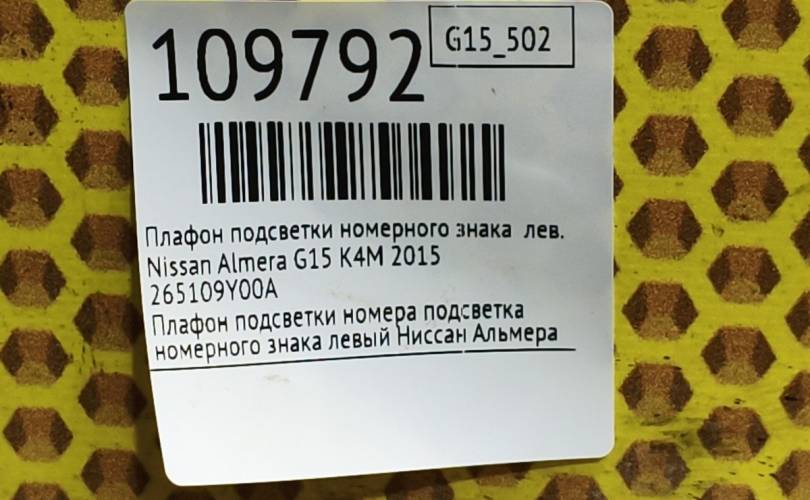 109792
G15_502
Плафон подсветки номерного знака лев.
Nissan Almera G15 K4M 2015
265109Y00A
Плафон подсветки номера подсветка
номерного знака левый Ниссан Альмера